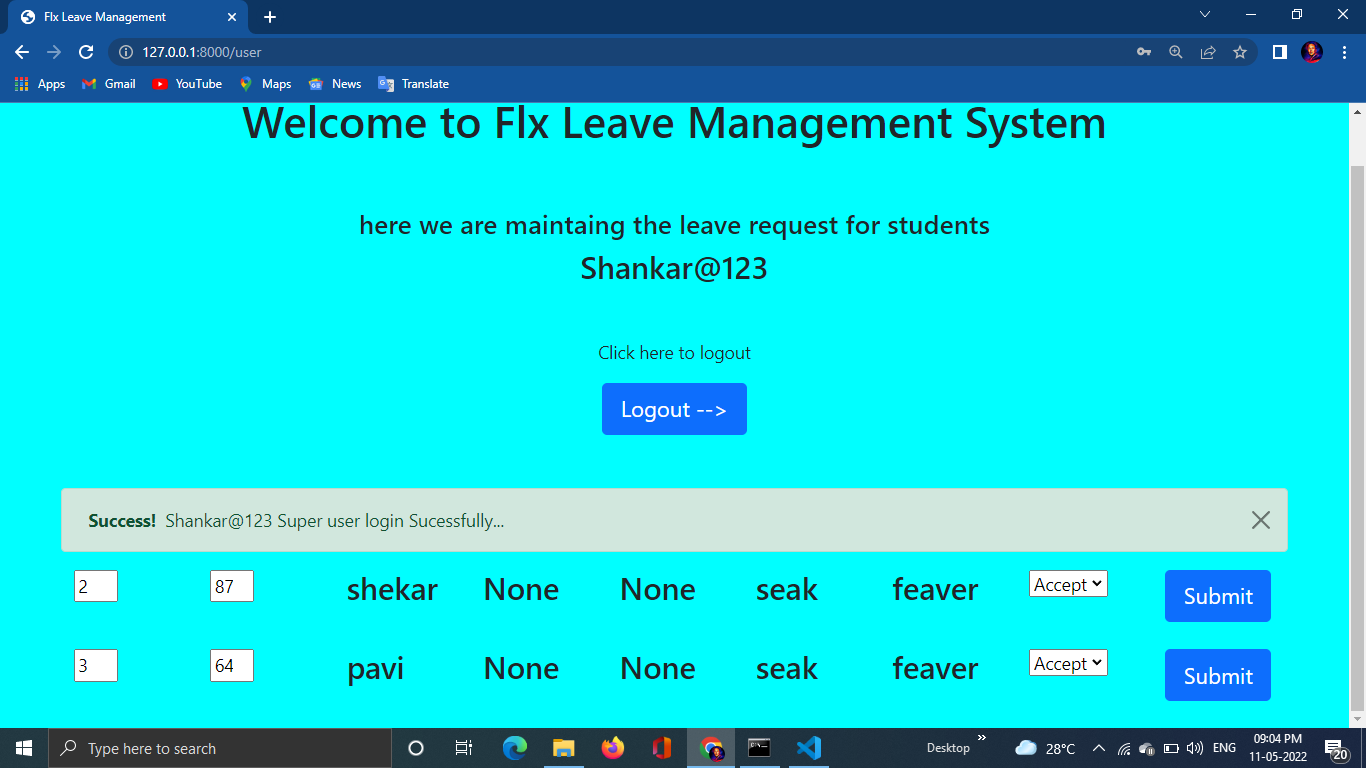 Flx Leave Management
127.0.0.1:8000/user
Apps Gmail YouTube Maps News Translate
Welcome to Flx Leave Management System
here we are maintaing the leave request for students
Shankar@123
Click here to logout
Logout -->
Success! Shankar@123 Super user login Sucessfully...
2 87 shekar None None seak feaver Accept Submit
3 64 pavi None None seak feaver Accept Submit
Type here to search
Desktop
28°C
ENG
09:04 PM
11-05-2022
20